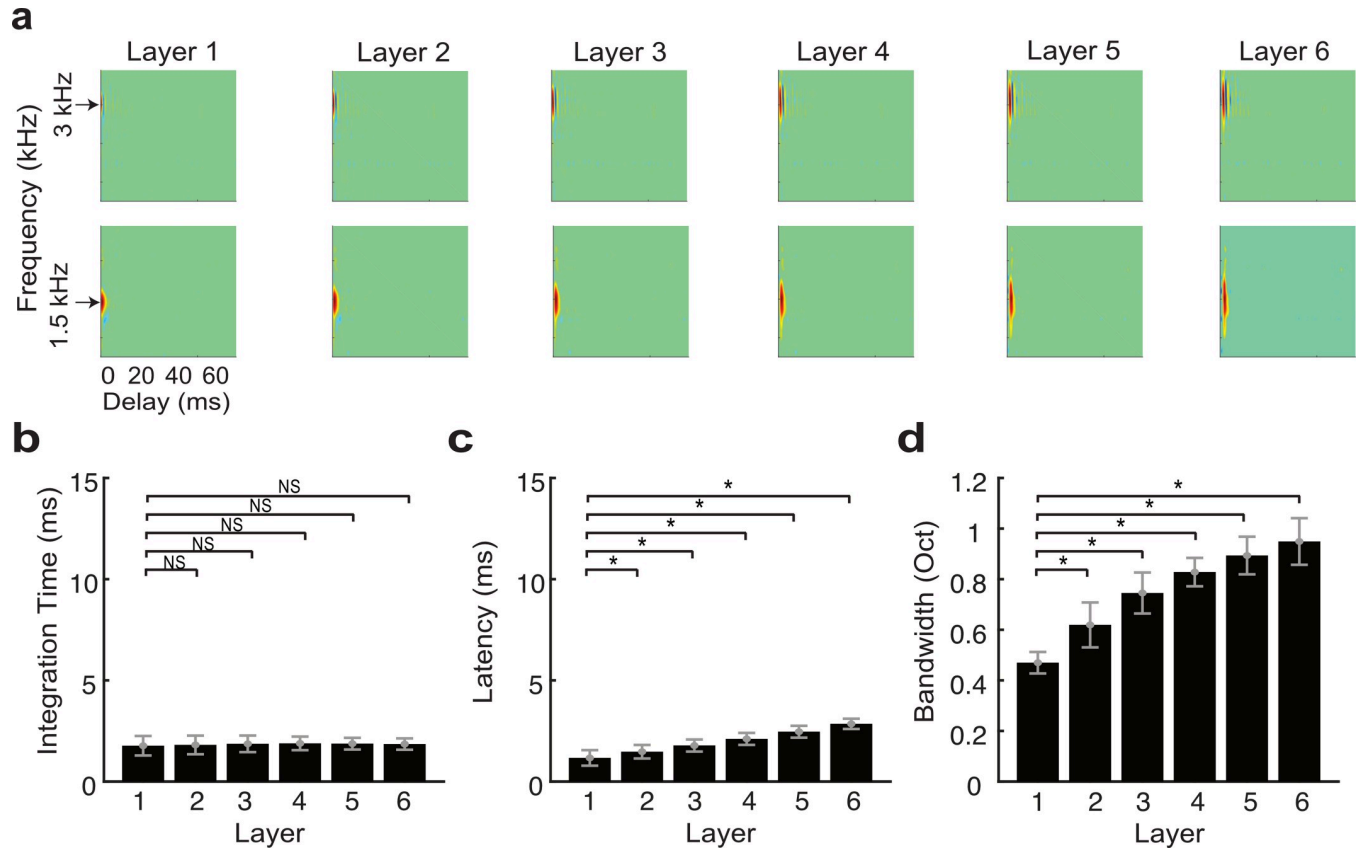 a
Layer 1 Layer 2 Layer 3 Layer 4 Layer 5 Layer 6
Frequency (kHz)
3 kHz
1.5 kHz
0 20 40 60
Delay (ms)
b
Integration Time (ms)
15
10
5
0
NS
NS
NS
NS
NS
1 2 3 4 5 6
Layer
c
Latency (ms)
15
10
5
0
*
*
*
*
*
1 2 3 4 5 6
Layer
d
Bandwidth (Oct)
1.2
1
0.8
0.6
0.4
0.2
0
*
*
*
*
*
1 2 3 4 5 6
Layer